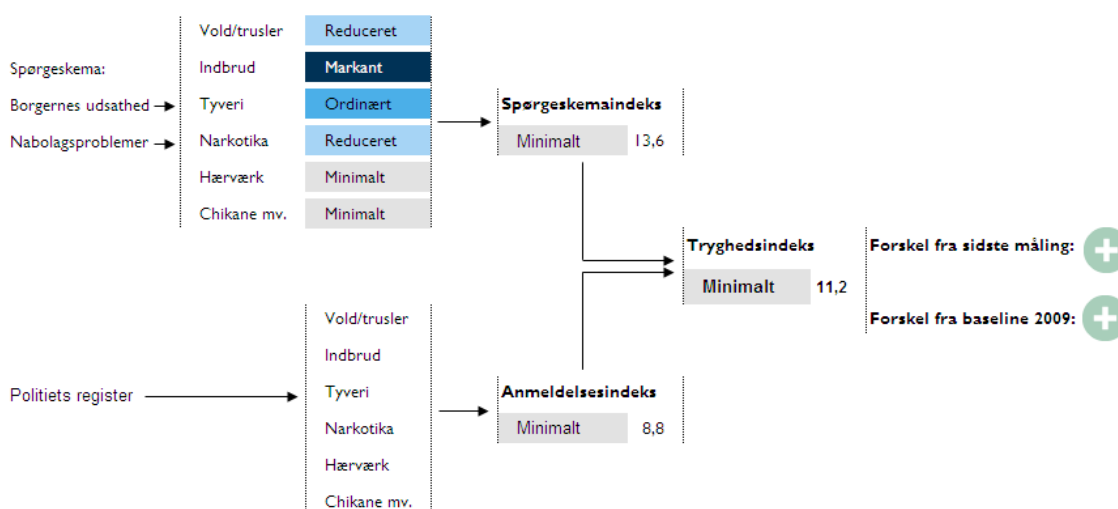 Vold/trusler Reduceret
Spørgeskema: Indbrud Markant
Borgernes udsathed Tyveri Ordinært
Nabolagsproblemer Narkotika Reduceret
Hærværk Minimalt
Chikane mv. Minimalt
Spørgeskemaindeks
Minimalt 13,6
Tryghedsindeks
Minimalt 11,2
Forskel fra sidste måling:
Forskel fra baseline 2009:
Politiets register
Vold/trusler
Indbrud
Tyveri
Narkotika
Hærværk
Chikane mv.
Anmeldelsesindeks
Minimalt 8,8